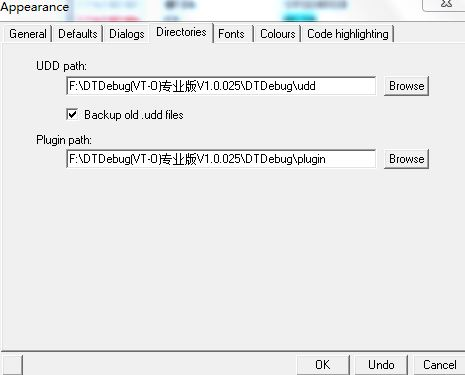 Appearance
General Defaults Dialogs Directories Fonts Colours Code highlighting
UDD path:
F:\DTDebug(VT-O)专业版V1.0.025\DTDebug\udd Browse
Backup old .udd files
Plugin path:
F:\DTDebug(VT-O)专业版V1.0.025\DTDebug\plugin Browse
OK Undo Cancel